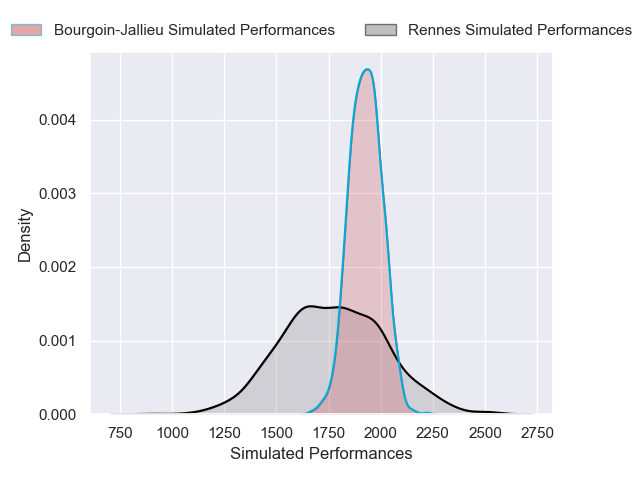 Bourgoin-Jallieu Simulated Performances
Rennes Simulated Performances
0.004
0.003
0.002
0.001
0.000
Density
750 1000 1250 1500 1750 2000 2250 2500 2750
Simulated Performances